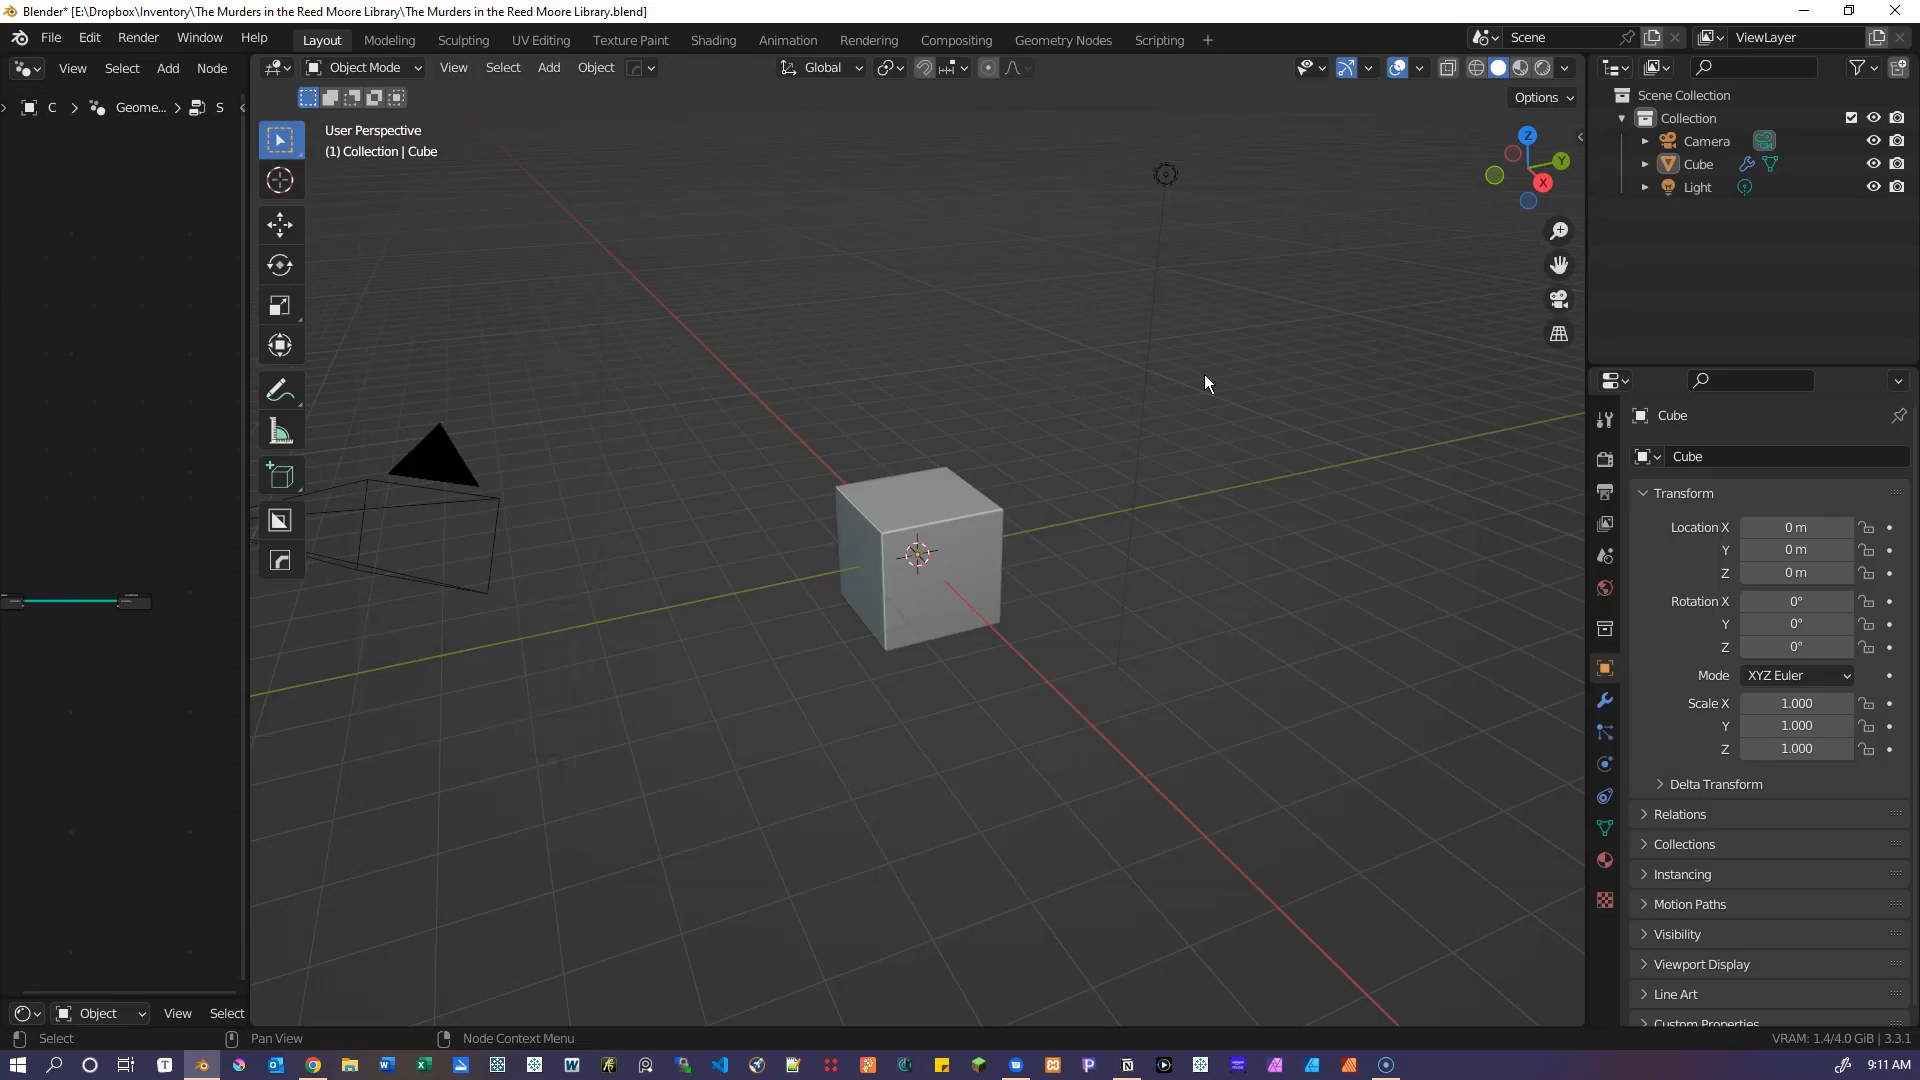 Blender* [E:\Dropbox\Inventory\The Murders in the Reed Moore Library\The Murders in the Reed Moore Library.blend]
File Edit Render Window Help Layout Modeling Sculpting UV Editing Texture Paint Shading Animation Rendering Compositing Geometry Nodes Scripting + Scene ViewLayer
View Select Add Node Object Mode View Select Add Object Global
Options
C > Geome... > S
User Perspective
(1) Collection | Cube
Z
Y
X
Scene Collection
Collection
Camera
Cube
Light
Cube
Cube
Transform
Location X 0 m
Y 0 m
Z 0 m
Rotation X 0°
Y 0°
Z 0°
Mode XYZ Euler
Scale X 1.000
Y 1.000
Z 1.000
Delta Transform
Relations
Collections
Instancing
Motion Paths
Visibility
Viewport Display
Line Art
Custom Properties
Object View Select
Select Pan View Node Context Menu VRAM: 1.4/4.0 GiB | 3.3.1
9:11 AM